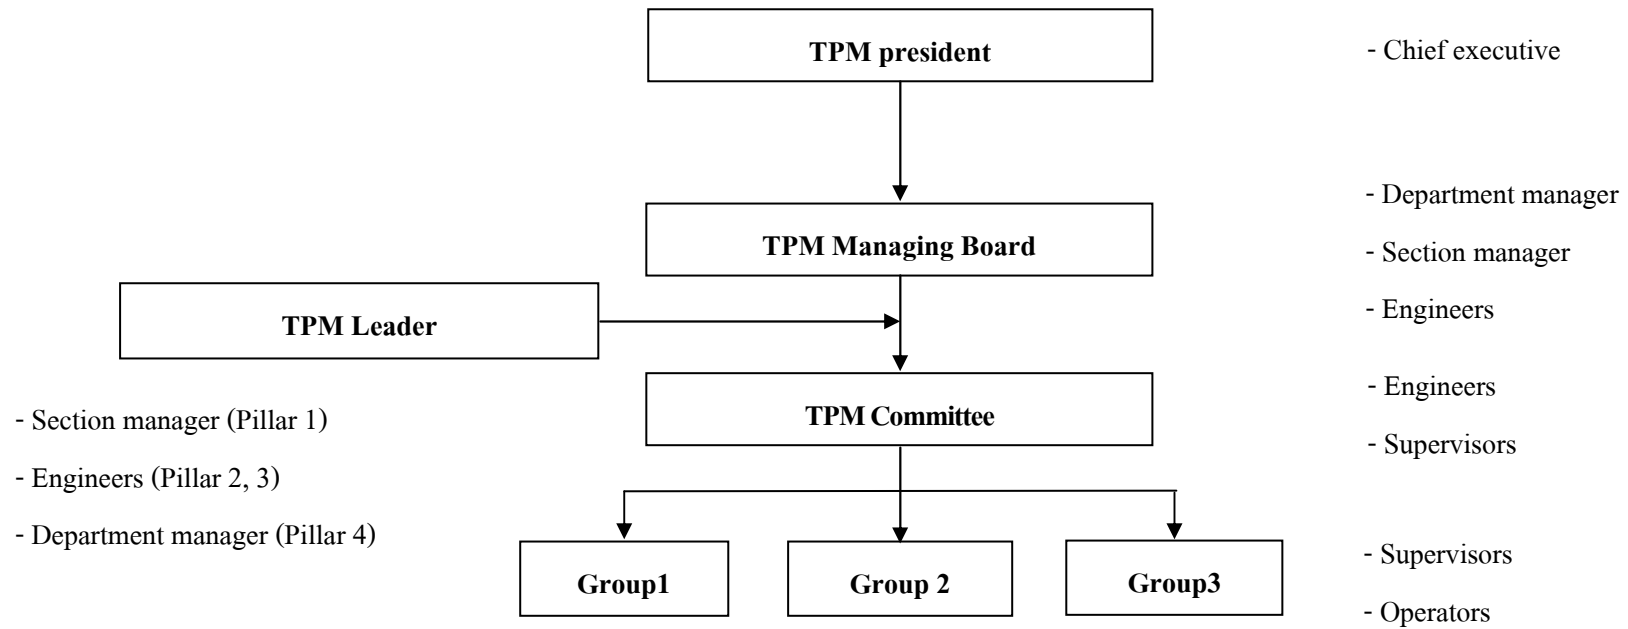 TPM president
- Chief executive
TPM Managing Board
- Department manager
- Section manager
- Engineers
TPM Leader
- Section manager (Pillar 1)
- Engineers (Pillar 2, 3)
- Department manager (Pillar 4)
TPM Committee
- Engineers
- Supervisors
Group1
Group 2
Group3
- Supervisors
- Operators